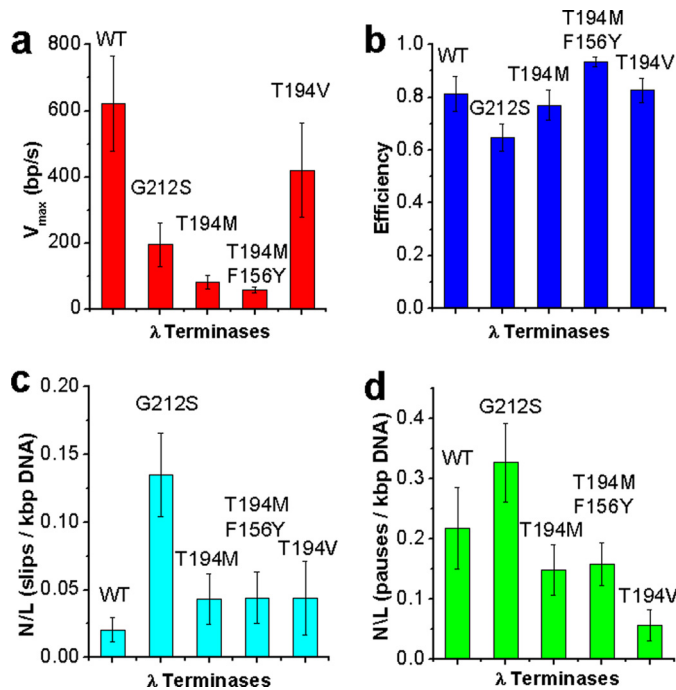 a
800
600
400
200
0
V_max (bp/s)
WT
G212S
T194M
T194M
F156Y
T194V
λ Terminases
b
1.0
0.8
0.6
0.4
0.2
0.0
Efficiency
WT
G212S
T194M
T194M
F156Y
T194V
λ Terminases
c
0.20
0.15
0.10
0.05
0.00
N/L (slips / kbp DNA)
WT
G212S
T194M
T194M
F156Y
T194V
λ Terminases
d
0.4
0.3
0.2
0.1
0.0
N\L (pauses / kbp DNA)
WT
G212S
T194M
T194M
F156Y
T194V
λ Terminases